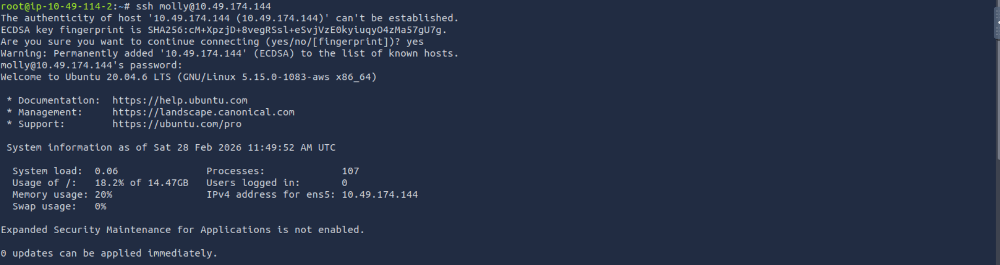 root@ip-10-49-114-2:~# ssh molly@10.49.174.144
The authenticity of host '10.49.174.144 (10.49.174.144)' can't be established.
ECDSA key fingerprint is SHA256:cM+XpzjD+8vegRSsl+eSvjVzE0kyiuqyO4zMa57gU7g.
Are you sure you want to continue connecting (yes/no/[fingerprint])? yes
Warning: Permanently added '10.49.174.144' (ECDSA) to the list of known hosts.
molly@10.49.174.144's password:
Welcome to Ubuntu 20.04.6 LTS (GNU/Linux 5.15.0-1083-aws x86_64)

 * Documentation:  https://help.ubuntu.com
 * Management:     https://landscape.canonical.com
 * Support:        https://ubuntu.com/pro

 System information as of Sat 28 Feb 2026 11:49:52 AM UTC

  System load:  0.06               Processes:             107
  Usage of /:   18.2% of 14.47GB   Users logged in:       0
  Memory usage: 20%                IPv4 address for ens5: 10.49.174.144
  Swap usage:   0%

Expanded Security Maintenance for Applications is not enabled.

0 updates can be applied immediately.